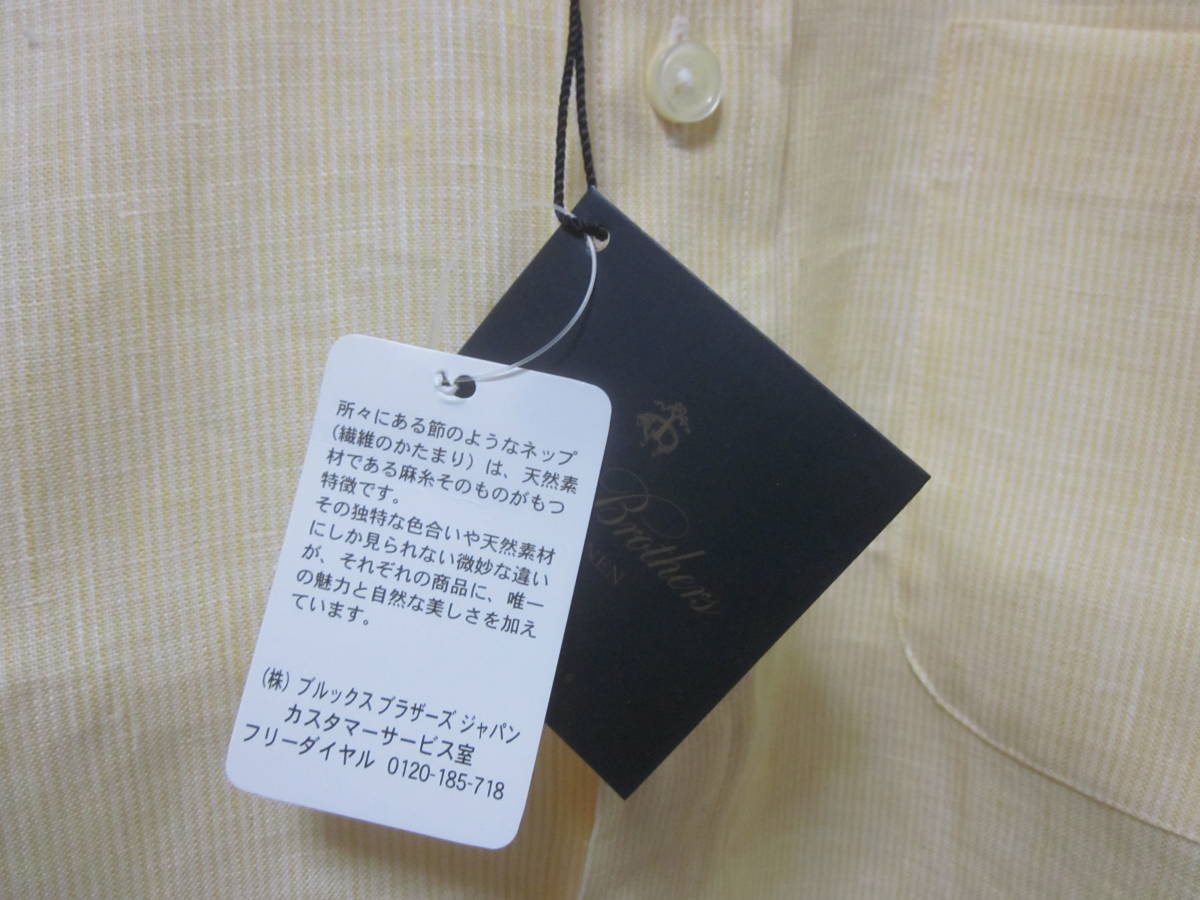 所々にある節のようなネップ
(繊維のかたまり)は、天然素
材である麻糸そのものがもつ
特徴です。
その独特な色合いや天然素材
にしか見られない微妙な違い
が、それぞれの商品に、唯一
の魅力と自然な美しさを加え
ています。
(株)ブルックス ブラザーズ ジャパン
カスタマーサービス室
フリーダイヤル 0120-185-718
Brothers